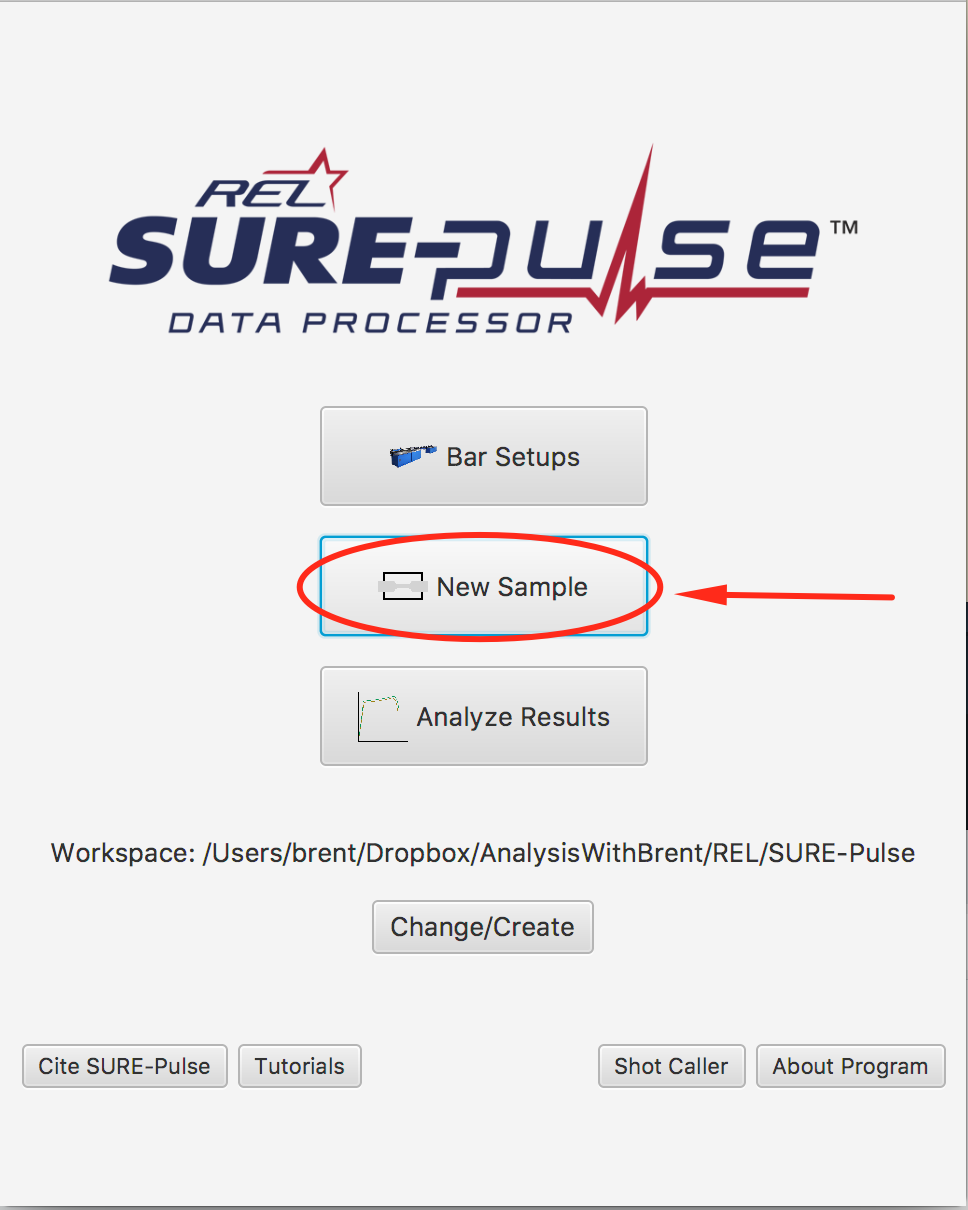 REL
SURE-Pulse™
DATA PROCESSOR
Bar Setups
New Sample
Analyze Results
Workspace: /Users/brent/Dropbox/AnalysisWithBrent/REL/SURE-Pulse
Change/Create
Cite SURE-Pulse Tutorials Shot Caller About Program